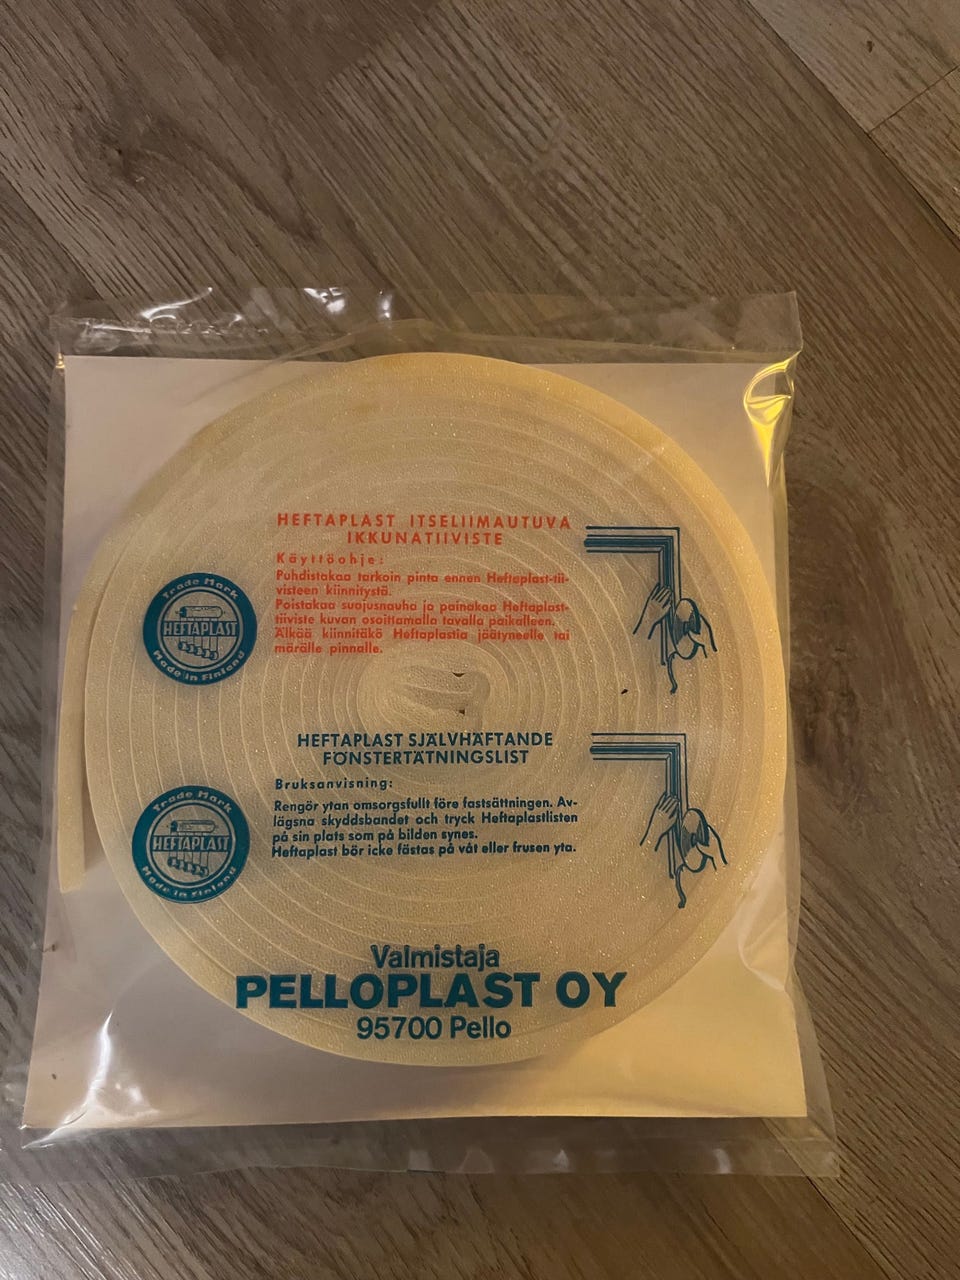 HEFTAPLAST ITSELIIMAUTUVA
IKKUNATIIVISTE
Käyttöohje:
Puhdistakaa tarkoin pinta ennen Heftaplast-tii-
visteen kiinnitystä.
Poistakaa suojusnauha ja painakaa Heftaplast-
tiiviste kuvan osoittamalla tavalla paikalleen.
Älkää kiinnitäkö Heftaplastia jäätyneelle tai
märälle pinnalle.
Trade Mark
HEFTAPLAST
Made in Finland
HEFTAPLAST SJÄLVHÄFTANDE
FÖNSTERTÄTNINGSLIST
Bruksanvisning:
Rengör ytan omsorgsfullt före fastsättningen. Av-
lägsna skyddsbandet och tryck Heftaplastlisten
på sin plats som på bilden synes.
Heftaplast bör icke fästas på våt eller frusen yta.
Trade Mark
HEFTAPLAST
Made in Finland
Valmistaja
PELLOPLAST OY
95700 Pello